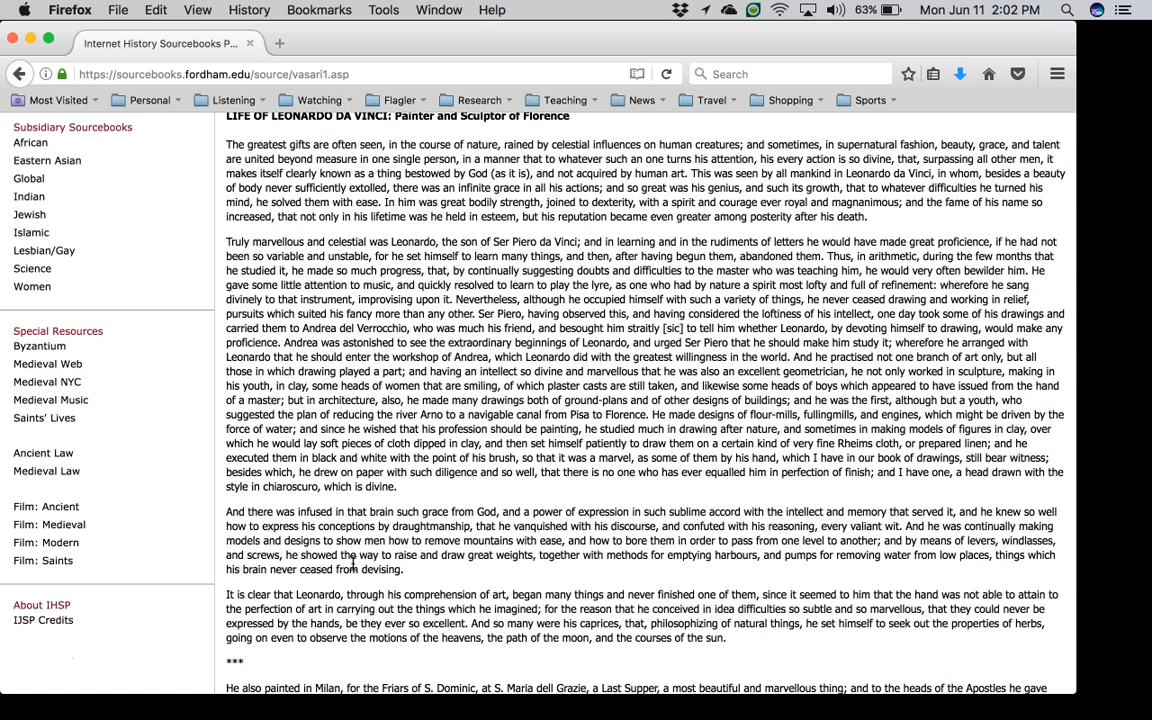 Firefox File Edit View History Bookmarks Tools Window Help 63% Mon Jun 11 2:02 PM
Internet History Sourcebooks P...
https://sourcebooks.fordham.edu/source/vasari1.asp Search
Most Visited Personal Listening Watching Flagler Research Teaching News Travel Shopping Sports
Subsidiary Sourcebooks
African
Eastern Asian
Global
Indian
Jewish
Islamic
Lesbian/Gay
Science
Women
Special Resources
Byzantium
Medieval Web
Medieval NYC
Medieval Music
Saints' Lives
Ancient Law
Medieval Law
Film: Ancient
Film: Medieval
Film: Modern
Film: Saints
About IHSP
IJSP Credits
LIFE OF LEONARDO DA VINCI: Painter and Sculptor of Florence
The greatest gifts are often seen, in the course of nature, rained by celestial influences on human creatures; and sometimes, in supernatural fashion, beauty, grace, and talent
are united beyond measure in one single person, in a manner that to whatever such an one turns his attention, his every action is so divine, that, surpassing all other men, it
makes itself clearly known as a thing bestowed by God (as it is), and not acquired by human art. This was seen by all mankind in Leonardo da Vinci, in whom, besides a beauty
of body never sufficiently extolled, there was an infinite grace in all his actions; and so great was his genius, and such its growth, that to whatever difficulties he turned his
mind, he solved them with ease. In him was great bodily strength, joined to dexterity, with a spirit and courage ever royal and magnanimous; and the fame of his name so
increased, that not only in his lifetime was he held in esteem, but his reputation became even greater among posterity after his death.
Truly marvellous and celestial was Leonardo, the son of Ser Piero da Vinci; and in learning and in the rudiments of letters he would have made great proficience, if he had not
been so variable and unstable, for he set himself to learn many things, and then, after having begun them, abandoned them. Thus, in arithmetic, during the few months that
he studied it, he made so much progress, that, by continually suggesting doubts and difficulties to the master who was teaching him, he would very often bewilder him. He
gave some little attention to music, and quickly resolved to learn to play the lyre, as one who had by nature a spirit most lofty and full of refinement: wherefore he sang
divinely to that instrument, improvising upon it. Nevertheless, although he occupied himself with such a variety of things, he never ceased drawing and working in relief,
pursuits which suited his fancy more than any other. Ser Piero, having observed this, and having considered the loftiness of his intellect, one day took some of his drawings and
carried them to Andrea del Verrocchio, who was much his friend, and besought him straitly [sic] to tell him whether Leonardo, by devoting himself to drawing, would make any
proficience. Andrea was astonished to see the extraordinary beginnings of Leonardo, and urged Ser Piero that he should make him study it; wherefore he arranged with
Leonardo that he should enter the workshop of Andrea, which Leonardo did with the greatest willingness in the world. And he practised not one branch of art only, but all
those in which drawing played a part; and having an intellect so divine and marvellous that he was also an excellent geometrician, he not only worked in sculpture, making in
his youth, in clay, some heads of women that are smiling, of which plaster casts are still taken, and likewise some heads of boys which appeared to have issued from the hand
of a master; but in architecture, also, he made many drawings both of ground-plans and of other designs of buildings; and he was the first, although but a youth, who
suggested the plan of reducing the river Arno to a navigable canal from Pisa to Florence. He made designs of flour-mills, fullingmills, and engines, which might be driven by the
force of water; and since he wished that his profession should be painting, he studied much in drawing after nature, and sometimes in making models of figures in clay, over
which he would lay soft pieces of cloth dipped in clay, and then set himself patiently to draw them on a certain kind of very fine Rheims cloth, or prepared linen; and he
executed them in black and white with the point of his brush, so that it was a marvel, as some of them by his hand, which I have in our book of drawings, still bear witness;
besides which, he drew on paper with such diligence and so well, that there is no one who has ever equalled him in perfection of finish; and I have one, a head drawn with the
style in chiaroscuro, which is divine.
And there was infused in that brain such grace from God, and a power of expression in such sublime accord with the intellect and memory that served it, and he knew so well
how to express his conceptions by draughtmanship, that he vanquished with his discourse, and confuted with his reasoning, every valiant wit. And he was continually making
models and designs to show men how to remove mountains with ease, and how to bore them in order to pass from one level to another; and by means of levers, windlasses,
and screws, he showed the way to raise and draw great weights, together with methods for emptying harbours, and pumps for removing water from low places, things which
his brain never ceased from devising.
It is clear that Leonardo, through his comprehension of art, began many things and never finished one of them, since it seemed to him that the hand was not able to attain to
the perfection of art in carrying out the things which he imagined; for the reason that he conceived in idea difficulties so subtle and so marvellous, that they could never be
expressed by the hands, be they ever so excellent. And so many were his caprices, that, philosophizing of natural things, he set himself to seek out the properties of herbs,
going on even to observe the motions of the heavens, the path of the moon, and the courses of the sun.
***
He also painted in Milan, for the Friars of S. Dominic, at S. Maria dell Grazie, a Last Supper, a most beautiful and marvellous thing; and to the heads of the Apostles he gave